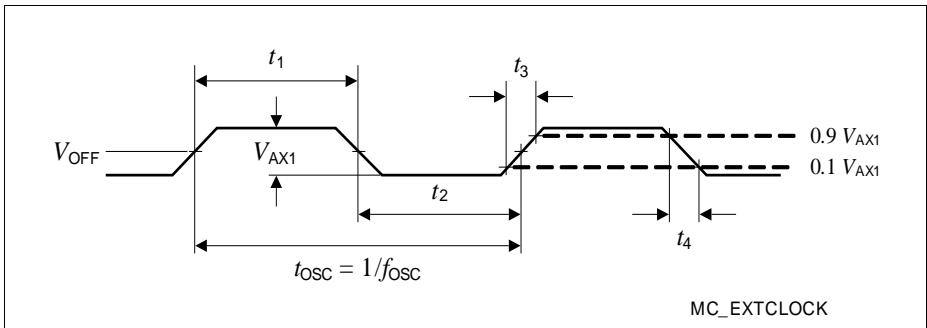 t1
t3
VOFF
VAX1
0.9 VAX1
0.1 VAX1
t2
t4
tOSC = 1/fOSC
MC_EXTCLOCK